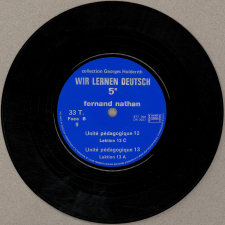 collection Georges Holderith
WIR LERNEN DEUTSCH
5e
fernand nathan
33 T.
Face B
6
Unité pédagogique 12
Lektion 12 C
Unité pédagogique 13
Lektion 13 A